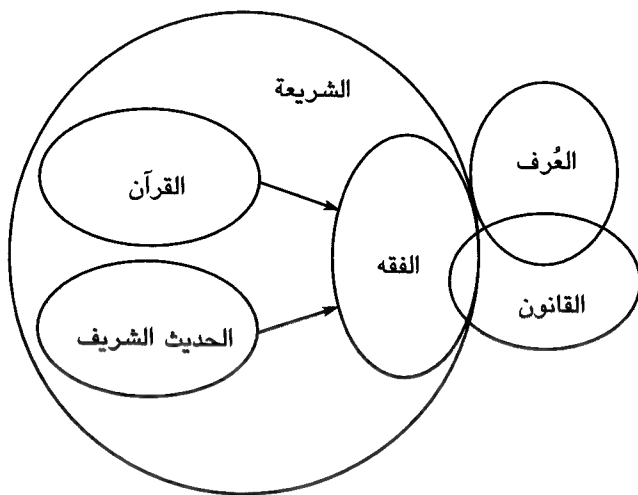 الشريعة
العُرف
القرآن
الفقه
القانون
الحديث الشريف